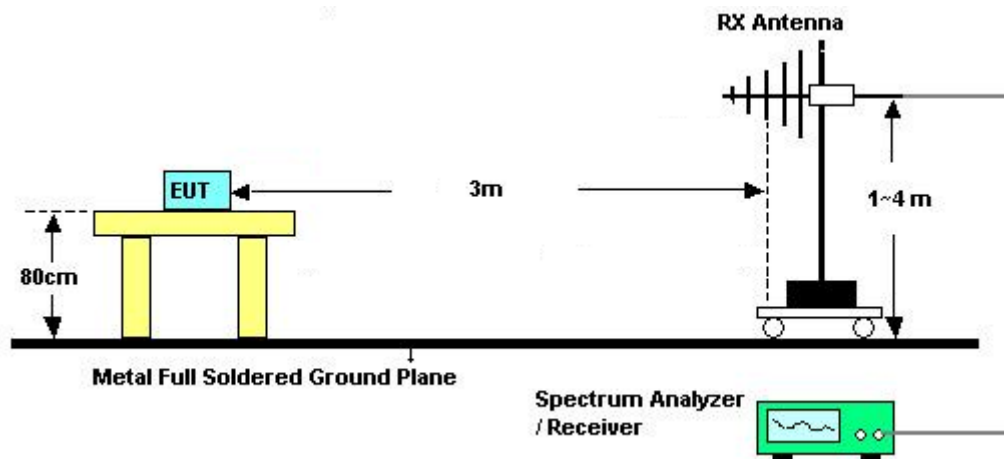 RX Antenna
EUT
3m
1~4 m
80cm
Metal Full Soldered Ground Plane
Spectrum Analyzer
/ Receiver